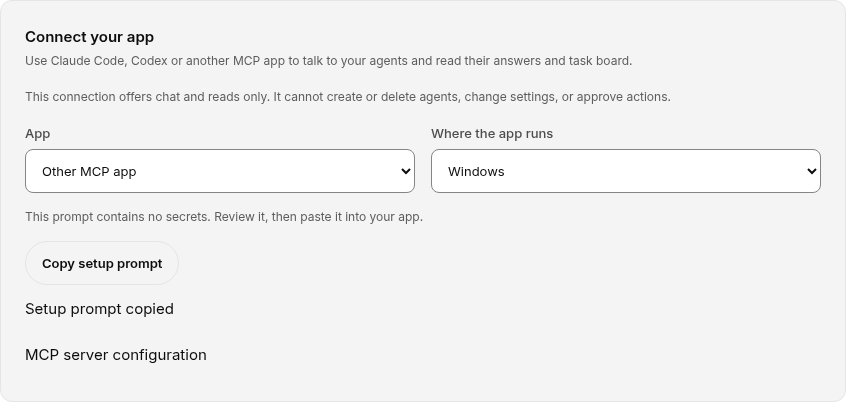 Connect your app
Use Claude Code, Codex or another MCP app to talk to your agents and read their answers and task board.
This connection offers chat and reads only. It cannot create or delete agents, change settings, or approve actions.
App
Where the app runs
Other MCP app
Windows
This prompt contains no secrets. Review it, then paste it into your app.
Copy setup prompt
Setup prompt copied
MCP server configuration